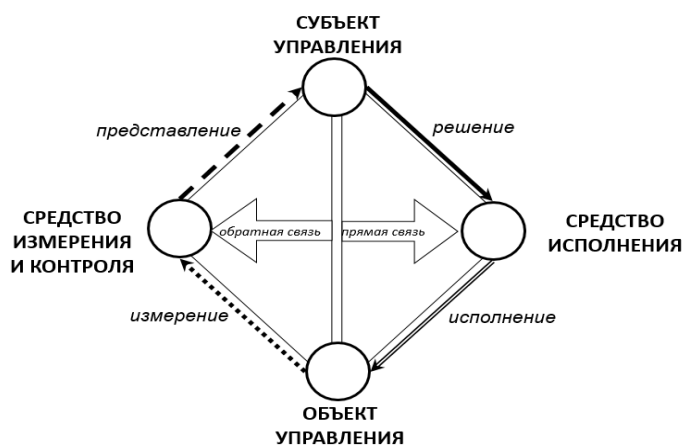 СУБЪЕКТ
УПРАВЛЕНИЯ
представление
решение
СРЕДСТВО
ИЗМЕРЕНИЯ
И КОНТРОЛЯ
обратная связь
прямая связь
СРЕДСТВО
ИСПОЛНЕНИЯ
измерение
исполнение
ОБЪЕКТ
УПРАВЛЕНИЯ